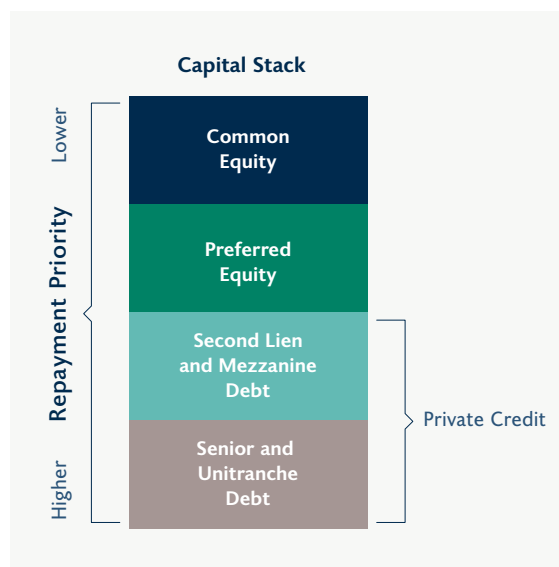 Capital Stack
Lower
Repayment Priority
Higher
Common
Equity
Preferred
Equity
Second Lien
and Mezzanine
Debt
Senior and
Unitranche
Debt
Private Credit